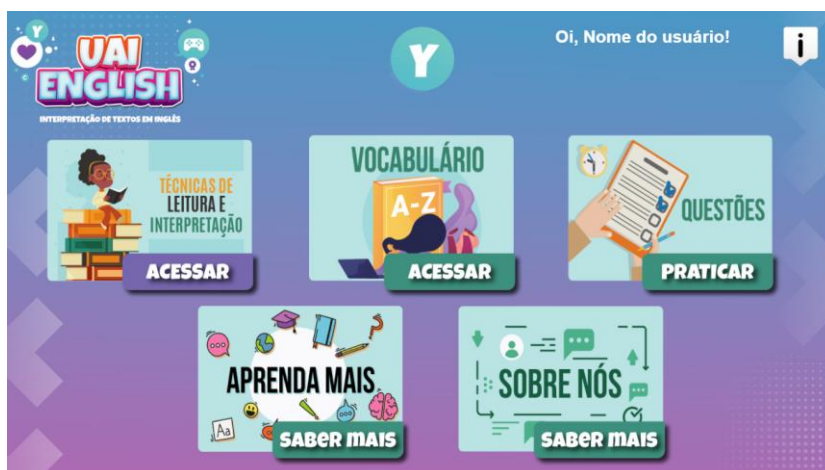 Y
UAI
ENGLISH
INTERPRETAÇÃO DE TEXTOS EM INGLÊS
Y
Oi, Nome do usuário!
i
TÉCNICAS DE
LEITURA E
INTERPRETAÇÃO
ACESSAR
VOCABULÁRIO
A-Z
ACESSAR
QUESTÕES
PRATICAR
APRENDA MAIS
Aa
SABER MAIS
SOBRE NÓS
SABER MAIS